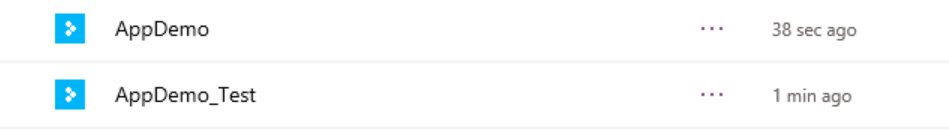 AppDemo ... 38 sec ago
AppDemo_Test ... 1 min ago